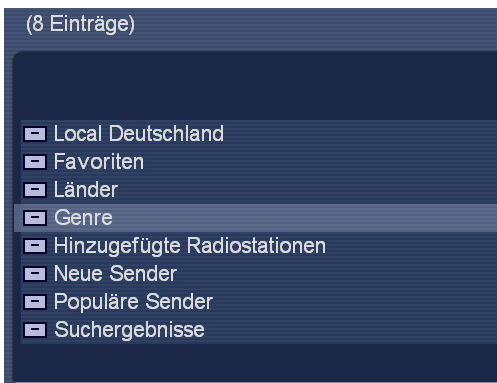 (8 Einträge)
Local Deutschland
Favoriten
Länder
Genre
Hinzugefügte Radiostationen
Neue Sender
Populäre Sender
Suchergebnisse